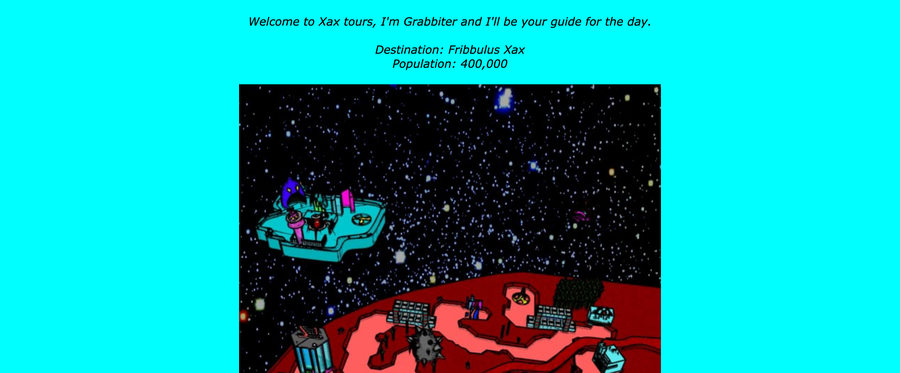 Welcome to Xax tours, I'm Grabbiter and I'll be your guide for the day.
Destination: Fribbulus Xax
Population: 400,000